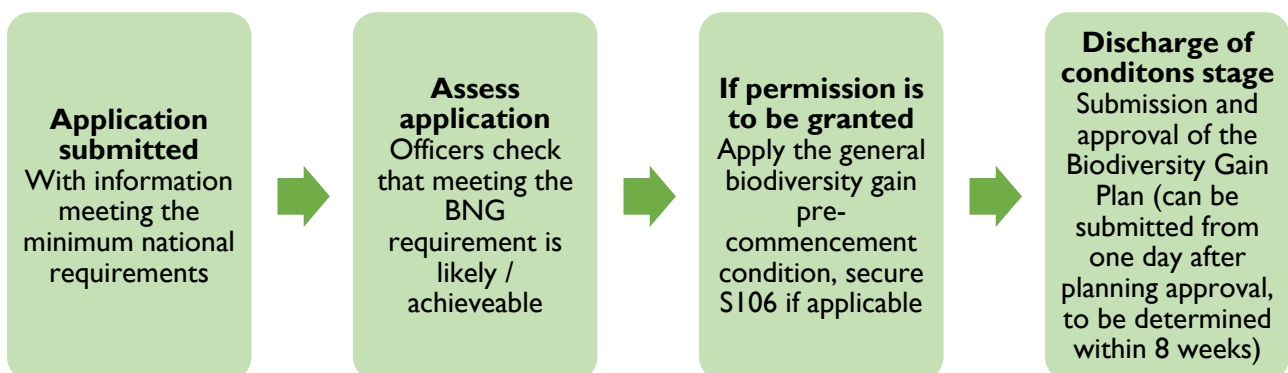 Application
submitted
With information
meeting the
minimum national
requirements
Assess
application
Officers check
that meeting the
BNG
requirement is
likely /
achieveable
If permission is
to be granted
Apply the general
biodiversity gain
pre-
commencement
condition, secure
S106 if applicable
Discharge of
conditons stage
Submission and
approval of the
Biodiversity Gain
Plan (can be
submitted from
one day after
planning approval,
to be determined
within 8 weeks)